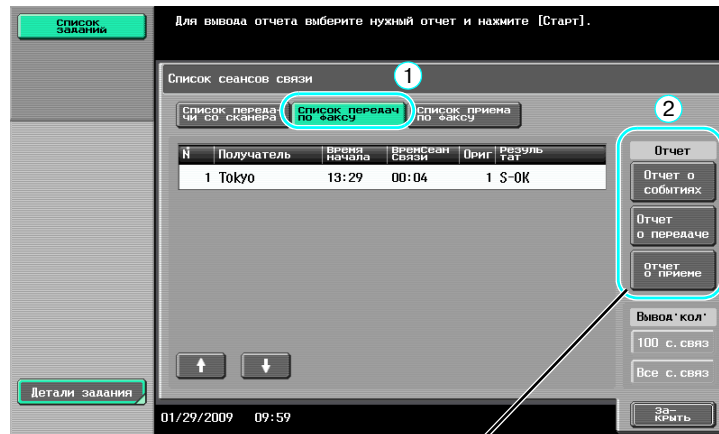 Список заданий
Для вывода отчета выберите нужный отчет и нажмите [Старт].
Список сеансов связи
1
Список переда-
чи со сканера
Список передач
по факсу
Список приема
по факсу
2
N Получатель Время начала ВремСеан Связи Ориг Резуль тат
1 Tokyo 13:29 00:04 1 S-OK
Отчет
Отчет о
событиях
Отчет
о передаче
Отчет
о приеме
Вывод'кол'
100 с.связ
Все с.связ
Детали задания
01/29/2009 09:59
За-
крыть